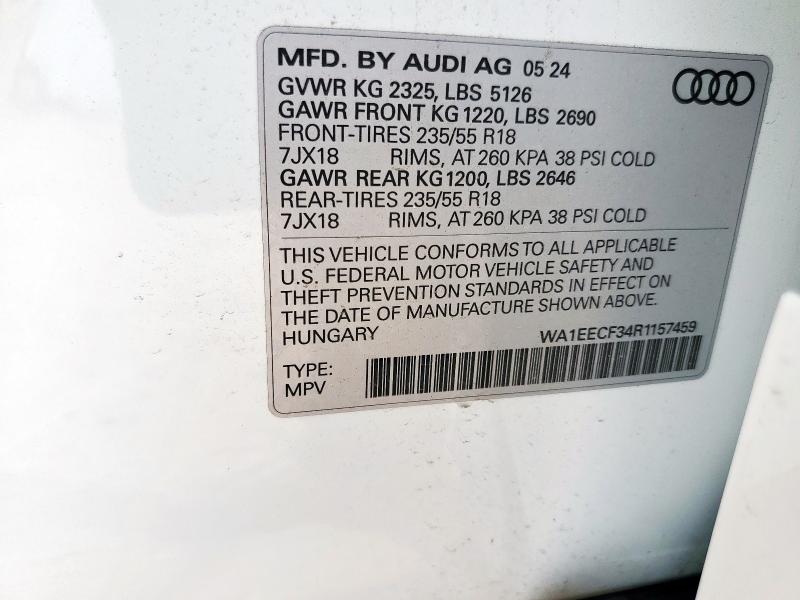 MFD. BY AUDI AG 05 24
GVWR KG 2325, LBS 5126
GAWR FRONT KG 1220, LBS 2690
FRONT-TIRES 235/55 R18
7JX18 RIMS, AT 260 KPA 38 PSI COLD
GAWR REAR KG 1200, LBS 2646
REAR-TIRES 235/55 R18
7JX18 RIMS, AT 260 KPA 38 PSI COLD
THIS VEHICLE CONFORMS TO ALL APPLICABLE
U.S. FEDERAL MOTOR VEHICLE SAFETY AND
THEFT PREVENTION STANDARDS IN EFFECT ON
THE DATE OF MANUFACTURE SHOWN ABOVE.
HUNGARY WA1EECF34R1157459
TYPE:
MPV